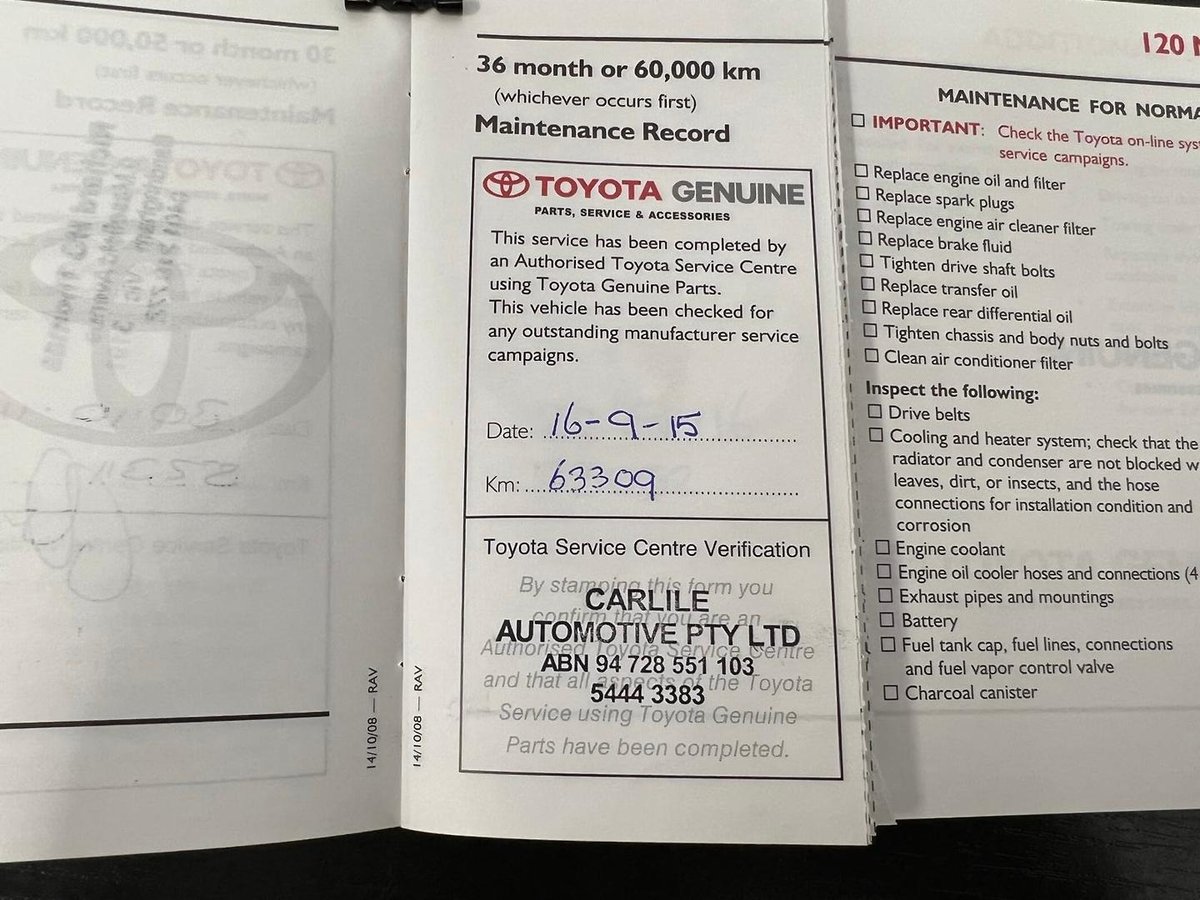 36 month or 60,000 km
(whichever occurs first)
Maintenance Record
TOYOTA GENUINE
PARTS, SERVICE & ACCESSORIES
This service has been completed by
an Authorised Toyota Service Centre
using Toyota Genuine Parts.
This vehicle has been checked for
any outstanding manufacturer service
campaigns.
Date: 16-9-15
Km: 63309
Toyota Service Centre Verification
By stamping this form you
confirm that you are an
Authorised Toyota Service Centre
and that all aspects of the Toyota
Service using Toyota Genuine
Parts have been completed.
CARLILE
AUTOMOTIVE PTY LTD
ABN 94 728 551 103
5444 3383
14/10/08 — RAV
14/10/08 — RAV
120
MAINTENANCE FOR
☐ IMPORTANT: Check the Toyota on-line
service campaigns.
☐ Replace engine oil and filter
☐ Replace spark plugs
☐ Replace engine air cleaner filter
☐ Replace brake fluid
☐ Tighten drive shaft bolts
☐ Replace transfer oil
☐ Replace rear differential oil
☐ Tighten chassis and body nuts and bolts
☐ Clean air conditioner filter
Inspect the following:
☐ Drive belts
☐ Cooling and heater system; check that the
radiator and condenser are not blocked
leaves, dirt, or insects, and the hose
connections for installation condition and
corrosion
☐ Engine coolant
☐ Engine oil cooler hoses and connections (4
☐ Exhaust pipes and mountings
☐ Battery
☐ Fuel tank cap, fuel lines, connections
and fuel vapor control valve
☐ Charcoal canister